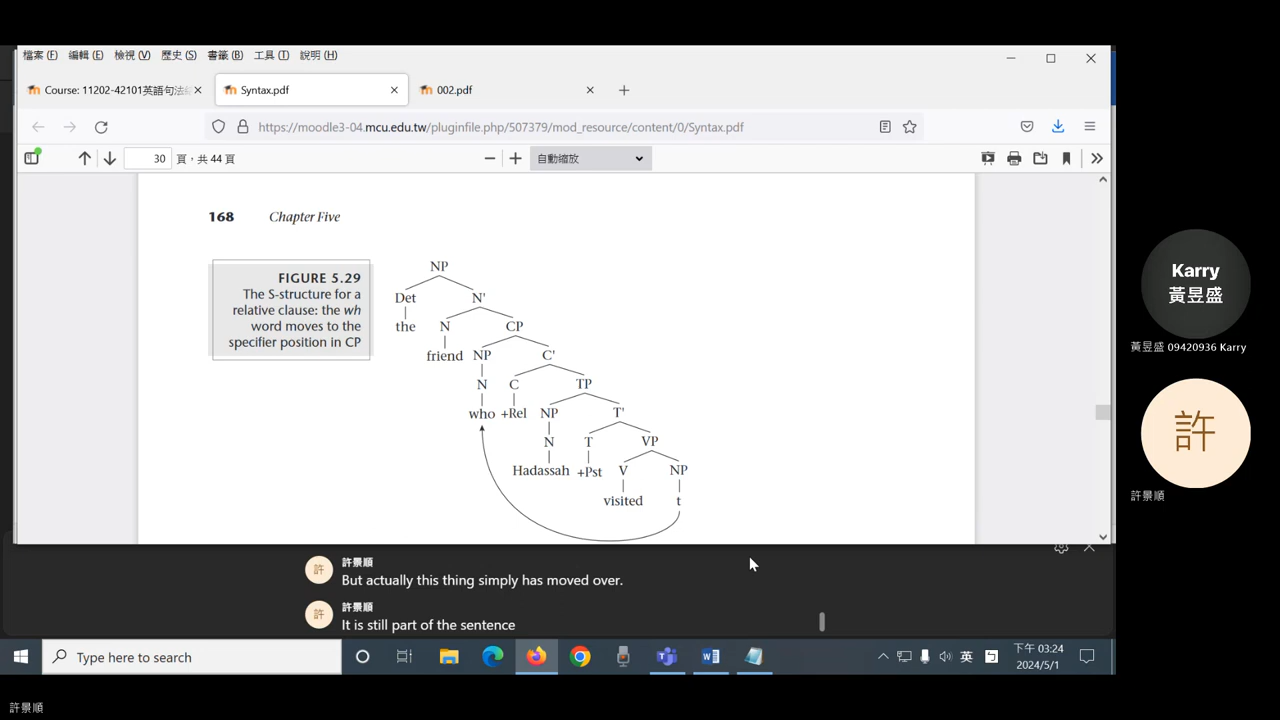 檔案 (F) 編輯 (E) 檢視 (V) 歷史 (S) 書籤 (B) 工具 (T) 說明 (H)
Course: 11202-42101英語句法
Syntax.pdf
002.pdf
https://moodle3-04.mcu.edu.tw/pluginfile.php/507379/mod_resource/content/0/Syntax.pdf
30 頁，共 44 頁
自動縮放
168 Chapter Five
FIGURE 5.29
The S-structure for a
relative clause: the wh
word moves to the
specifier position in CP
NP
Det N'
the N CP
friend NP C'
N C TP
who +Rel NP T'
N T VP
Hadassah +Pst V NP
visited t
Karry
黃昱盛
黃昱盛 09420936 Karry
許
許景順
許 許景順
But actually this thing simply has moved over.
許 許景順
It is still part of the sentence
Type here to search
英
下午 03:24
2024/5/1
許景順